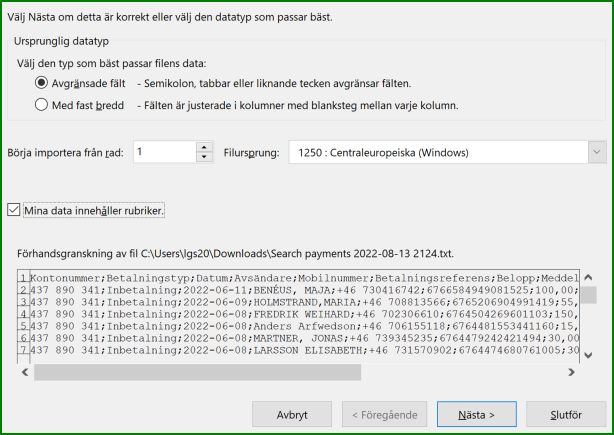 Välj Nästa om detta är korrekt eller välj den datatyp som passar bäst.
Ursprunglig datatyp
Välj den typ som bäst passar filens data:
Avgränsade fält - Semikolon, tabbar eller liknande tecken avgränsar fälten.
Med fast bredd - Fälten är justerade i kolumner med blanksteg mellan varje kolumn.
Börja importera från rad: 1 Filursprung: 1250 : Centraleuropeiska (Windows)
Mina data innehåller rubriker.
Förhandsgranskning av fil C:\Users\lgs20\Downloads\Search payments 2022-08-13 2124.txt.
1 Kontonummer;Betalningstyp;Datum;Avsändare;Mobilnummer;Betalningsreferens;Belopp;Meddel
2 437 890 341;Inbetalning;2022-06-11;BENÉUS, MAJA;+46 730416742;6766584949081525;100,00;
3 437 890 341;Inbetalning;2022-06-09;HOLMSTRAND,MARIA;+46 708813566;6765206904991419;55,
4 437 890 341;Inbetalning;2022-06-08;FREDRIK WEIHARD;+46 702306610;6764504269601103;150,
5 437 890 341;Inbetalning;2022-06-08;Anders Arfwedson;+46 706155118;6764481553441160;15,
6 437 890 341;Inbetalning;2022-06-08;MARTNER, JONAS;+46 739345235;6764479242421494;30,00
7 437 890 341;Inbetalning;2022-06-08;LARSSON ELISABETH;+46 731570902;6764474680761005;30
Avbryt < Föregående Nästa > Slutför